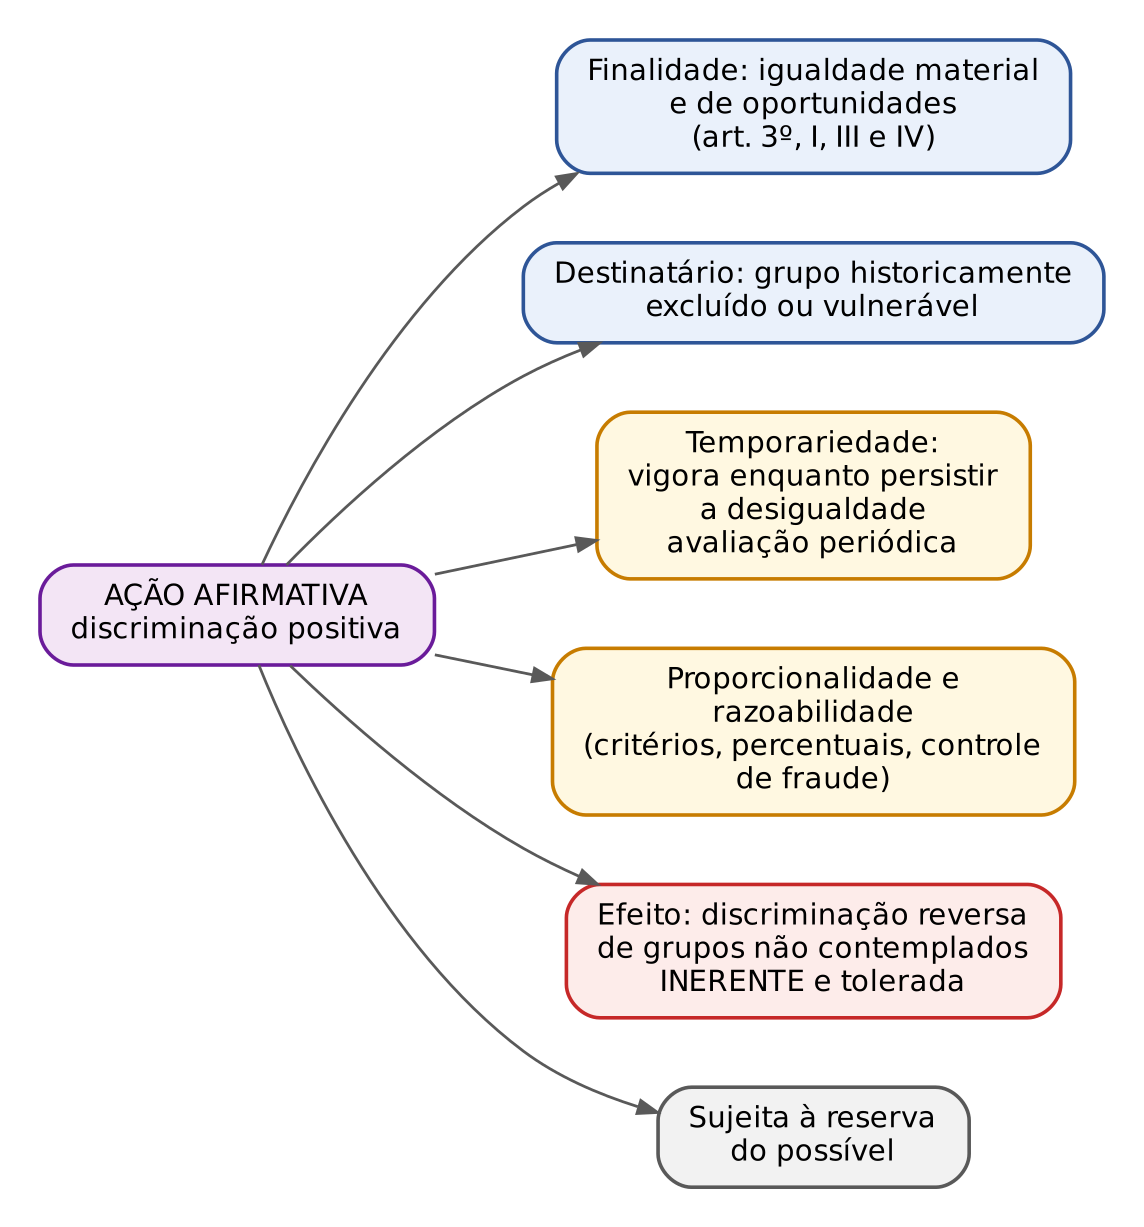 Finalidade: igualdade material
e de oportunidades
(art. 3º, I, III e IV)
Destinatário: grupo historicamente
excluído ou vulnerável
Temporariedade:
vigora enquanto persistir
a desigualdade
avaliação periódica
AÇÃO AFIRMATIVA
discriminação positiva
Proporcionalidade e
razoabilidade
(critérios, percentuais, controle
de fraude)
Efeito: discriminação reversa
de grupos não contemplados
INERENTE e tolerada
Sujeita à reserva
do possível